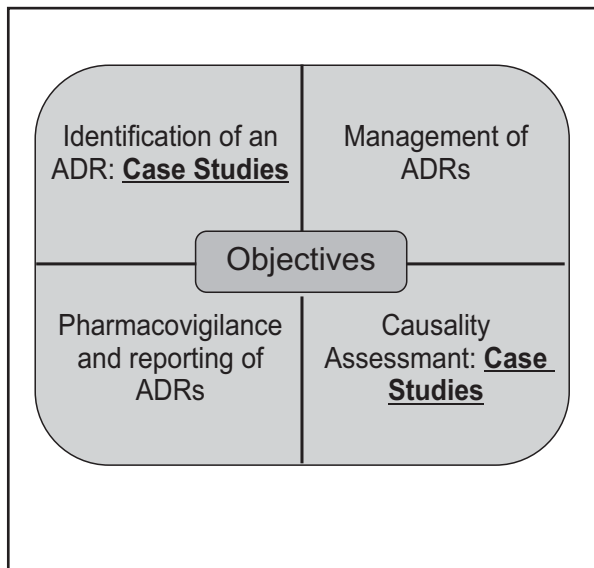 Identification of an
ADR: Case Studies
Management of
ADRs
Objectives
Pharmacovigilance
and reporting of
ADRs
Causality
Assessmant: Case
Studies